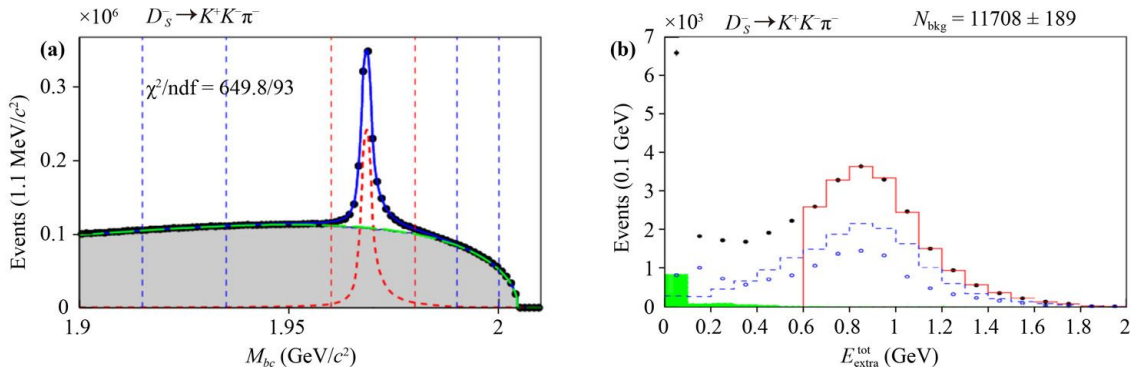 ×10⁶ D⁻ₛ→K⁺K⁻π⁻
(a)
χ²/ndf = 649.8/93
Events (1.1 MeV/c²)
0.3
0.2
0.1
0
1.9 1.95 2
M_bc (GeV/c²)
×10³ D⁻ₛ→K⁺K⁻π⁻ N_bkg = 11708 ± 189
(b)
Events (0.1 GeV)
7
6
5
4
3
2
1
0
0 0.2 0.4 0.6 0.8 1 1.2 1.4 1.6 1.8 2
E^tot_extra (GeV)